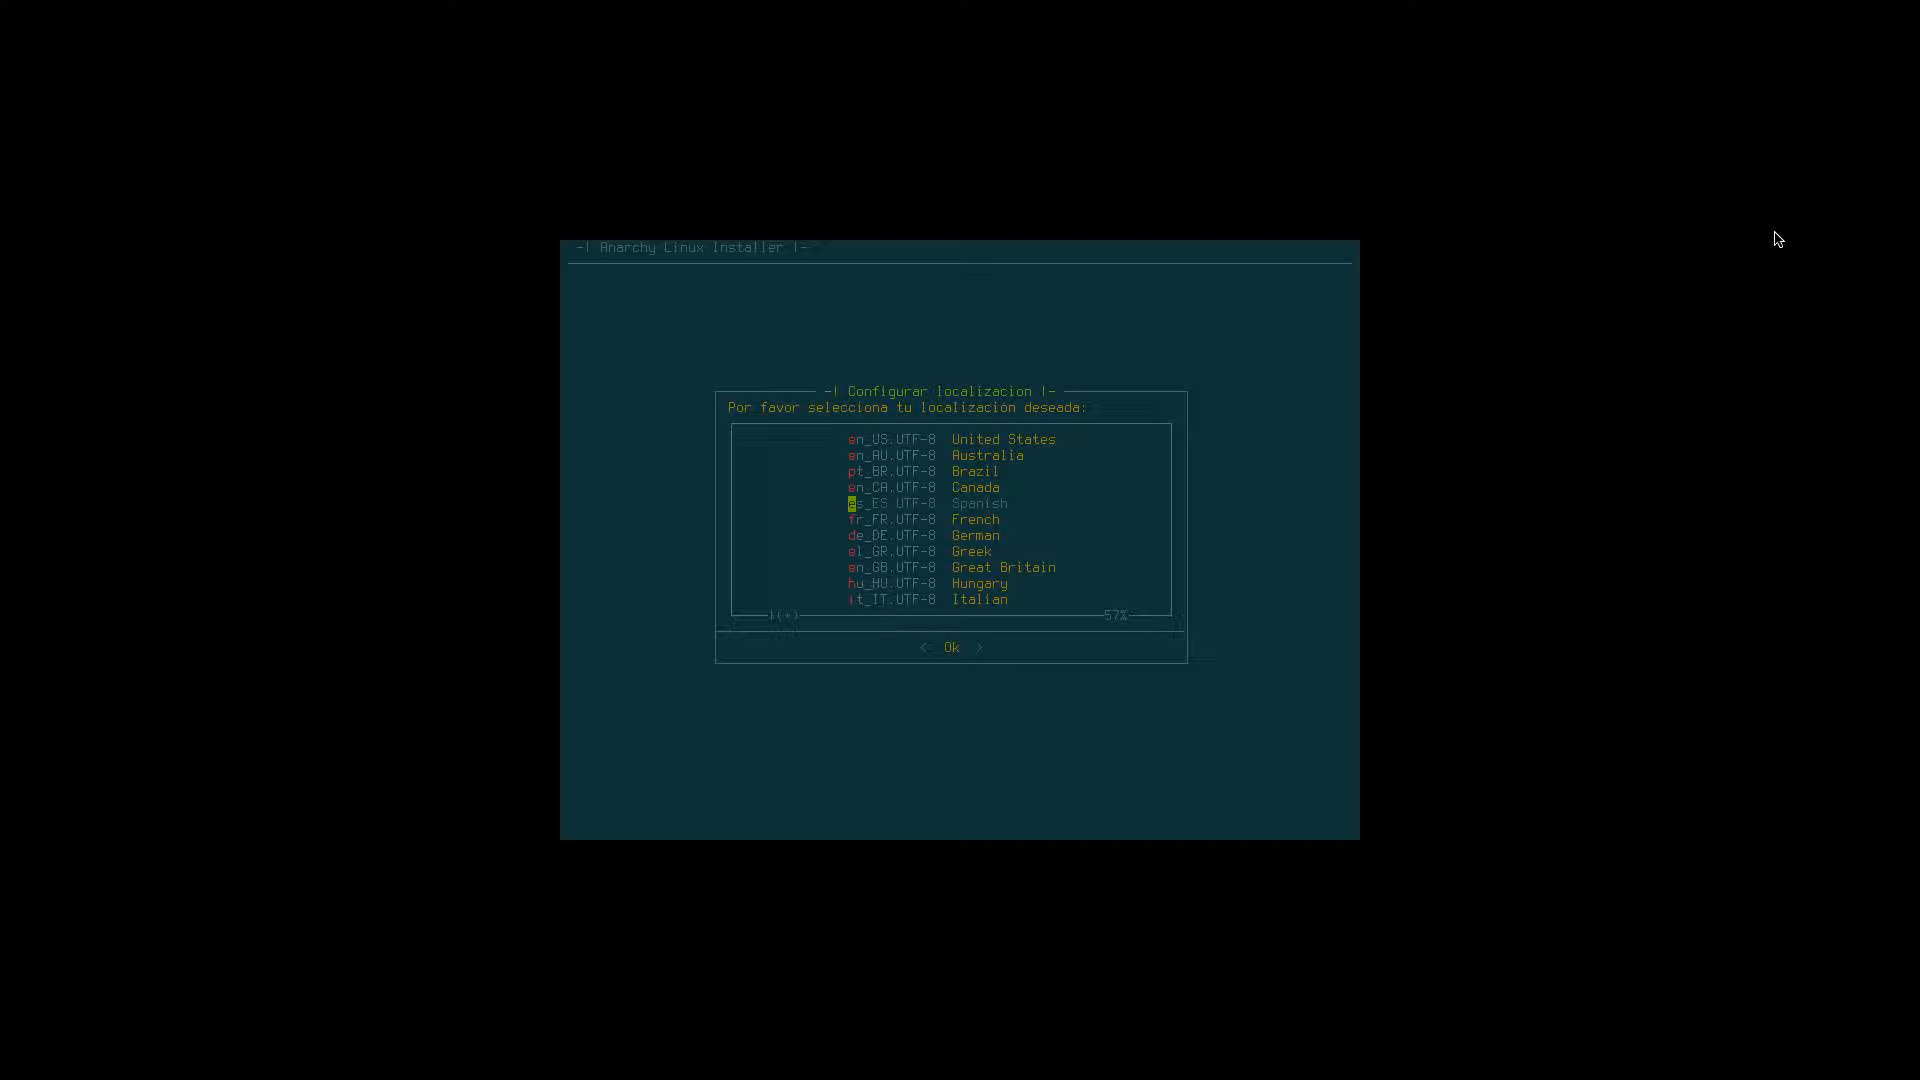 -| Anarchy Linux Installer |-
-| Configurar localizacion |-
Por favor selecciona tu localización deseada:
en_US.UTF-8 United States
en_AU.UTF-8 Australia
pt_BR.UTF-8 Brazil
en_CA.UTF-8 Canada
es_ES UTF-8 Spanish
fr_FR.UTF-8 French
de_DE.UTF-8 German
el_GR.UTF-8 Greek
en_GB.UTF-8 Great Britain
hu_HU.UTF-8 Hungary
it_IT.UTF-8 Italian
↓(+) 57%
< Ok >